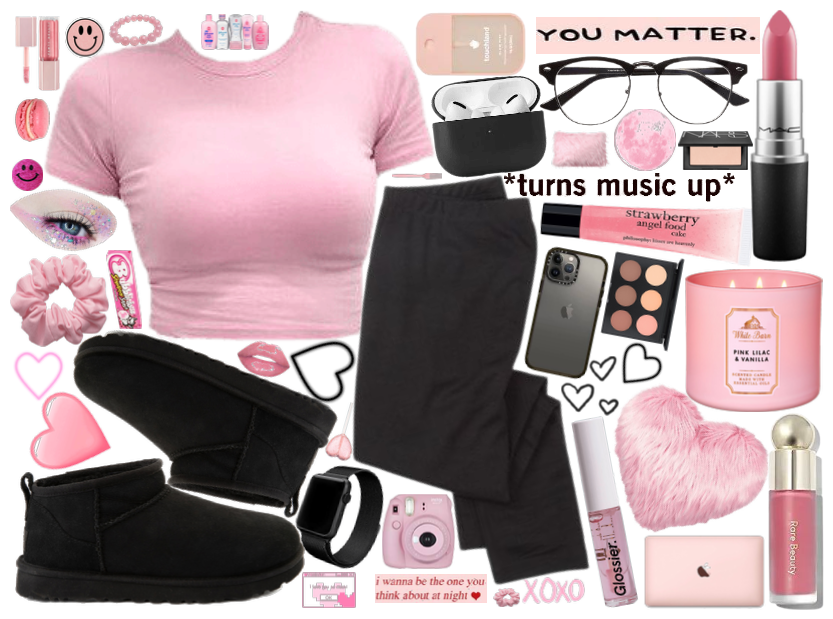 touchland
YOU MATTER.
MAC
NARS
*turns music up*
strawberry
angel food
cake
philosophy
White Barn
PINK LILAC
& VANILLA
Glossier.
Rare Beauty
i wanna be the one you
think about at night ❤
XOXO